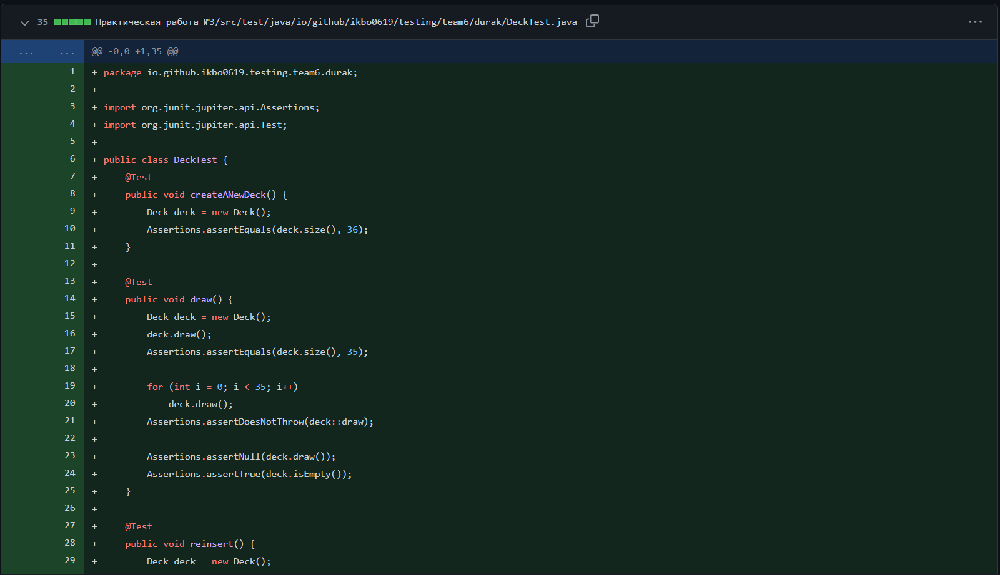 35 Практическая работа №3/src/test/java/io/github/ikbo0619/testing/team6/durak/DeckTest.java ...
... ... @@ -0,0 +1,35 @@
1 + package io.github.ikbo0619.testing.team6.durak;
2 +
3 + import org.junit.jupiter.api.Assertions;
4 + import org.junit.jupiter.api.Test;
5 +
6 + public class DeckTest {
7 +     @Test
8 +     public void createANewDeck() {
9 +         Deck deck = new Deck();
10 +         Assertions.assertEquals(deck.size(), 36);
11 +     }
12 +
13 +     @Test
14 +     public void draw() {
15 +         Deck deck = new Deck();
16 +         deck.draw();
17 +         Assertions.assertEquals(deck.size(), 35);
18 +
19 +         for (int i = 0; i < 35; i++)
20 +             deck.draw();
21 +         Assertions.assertDoesNotThrow(deck::draw);
22 +
23 +         Assertions.assertNull(deck.draw());
24 +         Assertions.assertTrue(deck.isEmpty());
25 +     }
26 +
27 +     @Test
28 +     public void reinsert() {
29 +         Deck deck = new Deck();